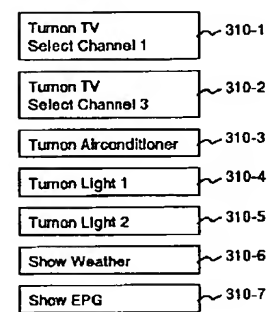 Turnon TV
Select Channel 1
310-1
Turnon TV
Select Channel 3
310-2
Turnon Airconditioner
310-3
Turnon Light 1
310-4
Turnon Light 2
310-5
Show Weather
310-6
Show EPG
310-7